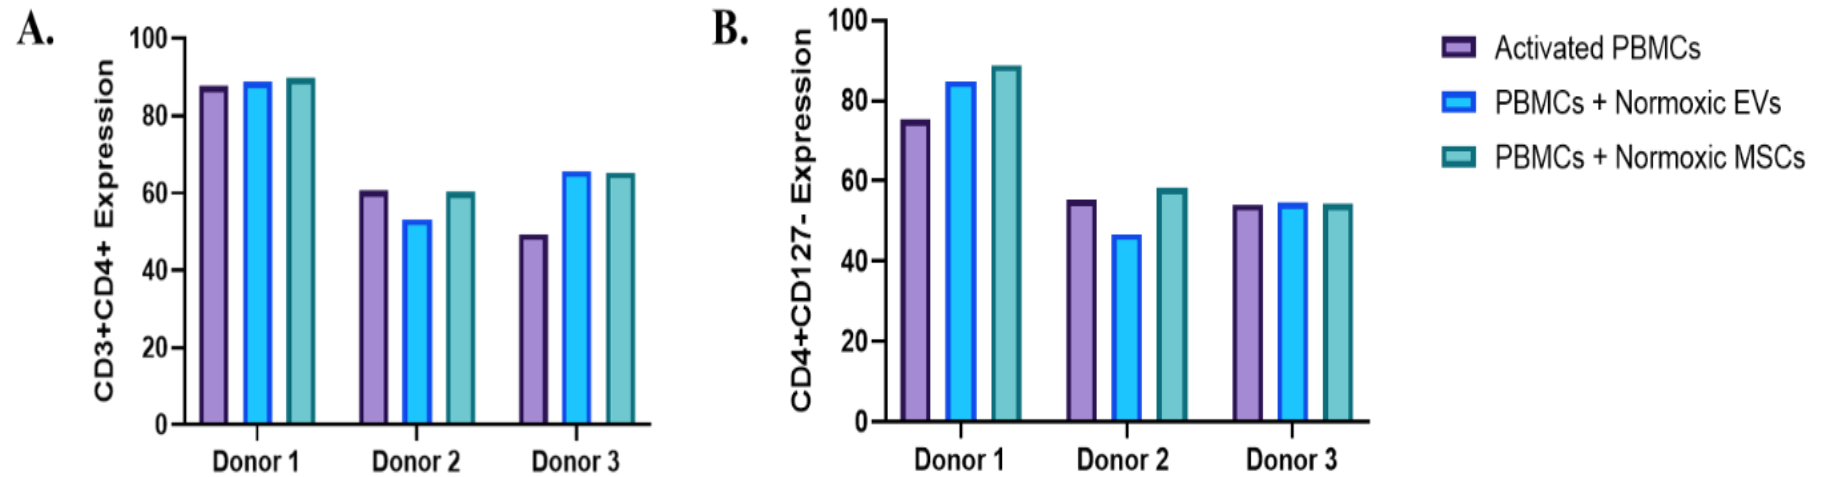 A.
CD3+CD4+ Expression
100
80
60
40
20
0
Donor 1
Donor 2
Donor 3
B.
CD4+CD127- Expression
100
80
60
40
20
0
Donor 1
Donor 2
Donor 3
Activated PBMCs
PBMCs + Normoxic EVs
PBMCs + Normoxic MSCs